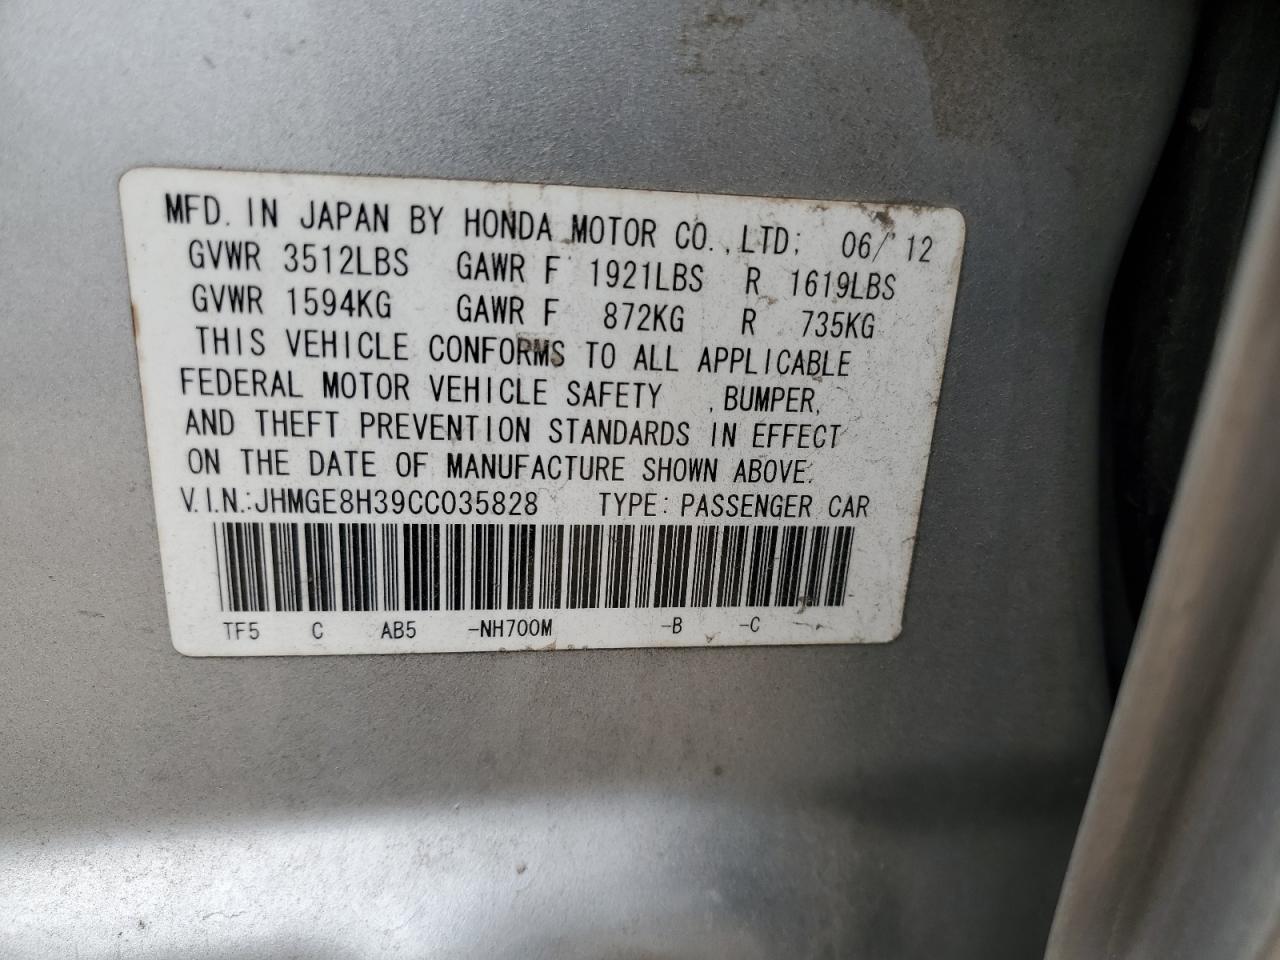 MFD. IN JAPAN BY HONDA MOTOR CO., LTD; 06/12
GVWR 3512LBS GAWR F 1921LBS R 1619LBS
GVWR 1594KG GAWR F 872KG R 735KG
THIS VEHICLE CONFORMS TO ALL APPLICABLE
FEDERAL MOTOR VEHICLE SAFETY , BUMPER,
AND THEFT PREVENTION STANDARDS IN EFFECT
ON THE DATE OF MANUFACTURE SHOWN ABOVE.
V.I.N.:JHMGE8H39CC035828 TYPE: PASSENGER CAR
TF5 C AB5 -NH700M -B -C